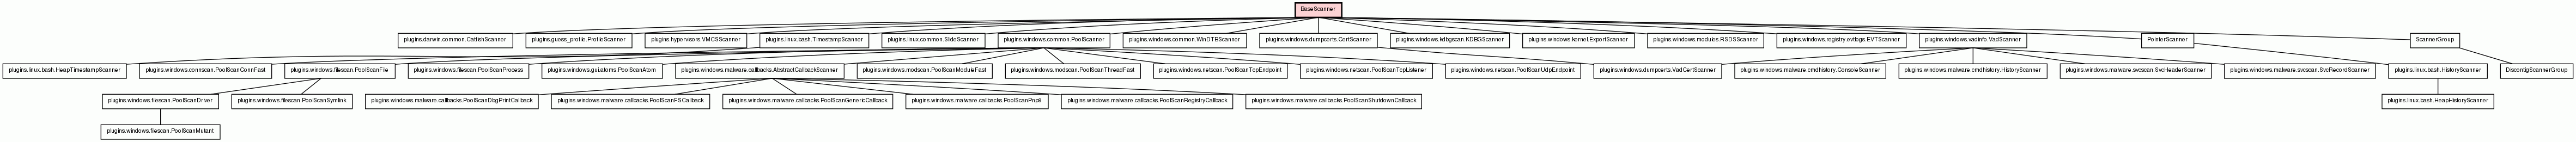 BaseScanner
plugins.darwin.common.CatfishScanner
plugins.guess_profile.ProfileScanner
plugins.hypervisors.VMCSScanner
plugins.linux.bash.TimestampScanner
plugins.linux.common.SlideScanner
plugins.windows.common.PoolScanner
plugins.windows.common.WinDTBScanner
plugins.windows.dumpcerts.CertScanner
plugins.windows.kdbgscan.KDBGScanner
plugins.windows.kernel.ExportScanner
plugins.windows.modules.RSDSScanner
plugins.windows.registry.evtlogs.EVTScanner
plugins.windows.vadinfo.VadScanner
PointerScanner
ScannerGroup
plugins.linux.bash.HeapTimestampScanner
plugins.windows.connscan.PoolScanConnFast
plugins.windows.filescan.PoolScanFile
plugins.windows.filescan.PoolScanProcess
plugins.windows.gui.atoms.PoolScanAtom
plugins.windows.malware.callbacks.AbstractCallbackScanner
plugins.windows.modscan.PoolScanModuleFast
plugins.windows.modscan.PoolScanThreadFast
plugins.windows.netscan.PoolScanTcpEndpoint
plugins.windows.netscan.PoolScanTcpListener
plugins.windows.netscan.PoolScanUdpEndpoint
plugins.windows.dumpcerts.VadCertScanner
plugins.windows.malware.cmdhistory.ConsoleScanner
plugins.windows.malware.cmdhistory.HistoryScanner
plugins.windows.malware.svcscan.SvcHeaderScanner
plugins.windows.malware.svcscan.SvcRecordScanner
plugins.linux.bash.HistoryScanner
DiscontigScannerGroup
plugins.windows.filescan.PoolScanDriver
plugins.windows.filescan.PoolScanSymlink
plugins.windows.malware.callbacks.PoolScanDbgPrintCallback
plugins.windows.malware.callbacks.PoolScanFSCallback
plugins.windows.malware.callbacks.PoolScanGenericCallback
plugins.windows.malware.callbacks.PoolScanPnp9
plugins.windows.malware.callbacks.PoolScanRegistryCallback
plugins.windows.malware.callbacks.PoolScanShutdownCallback
plugins.linux.bash.HeapHistoryScanner
plugins.windows.filescan.PoolScanMutant